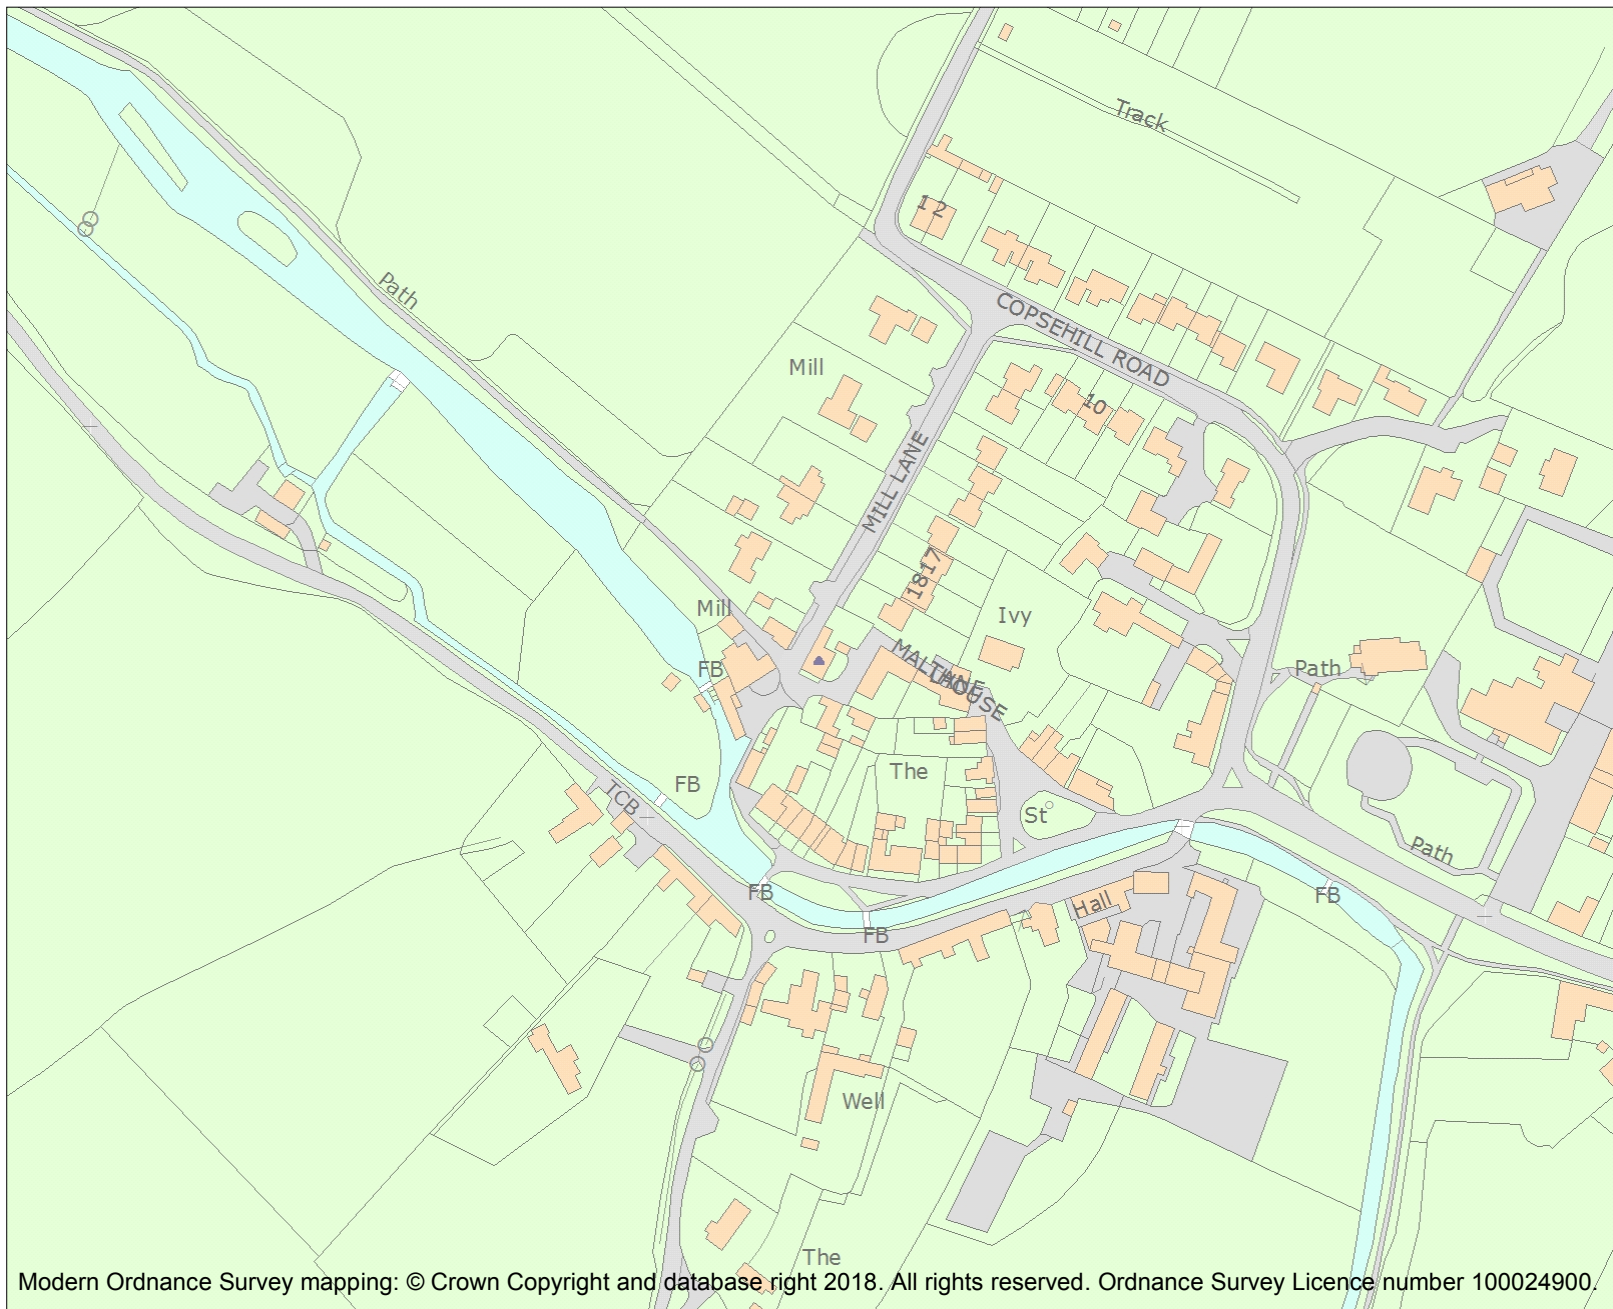 Track
1 2
Path
COPSEHILL ROAD
Mill
10
MILL LANE
18 17
Mill
Ivy
FB
MALTHOUSE
LANE
Path
FB
The
TCB
St
Path
FB
Hall
FB
FB
Well
The
Modern Ordnance Survey mapping: © Crown Copyright and database right 2018. All rights reserved. Ordnance Survey Licence number 100024900.